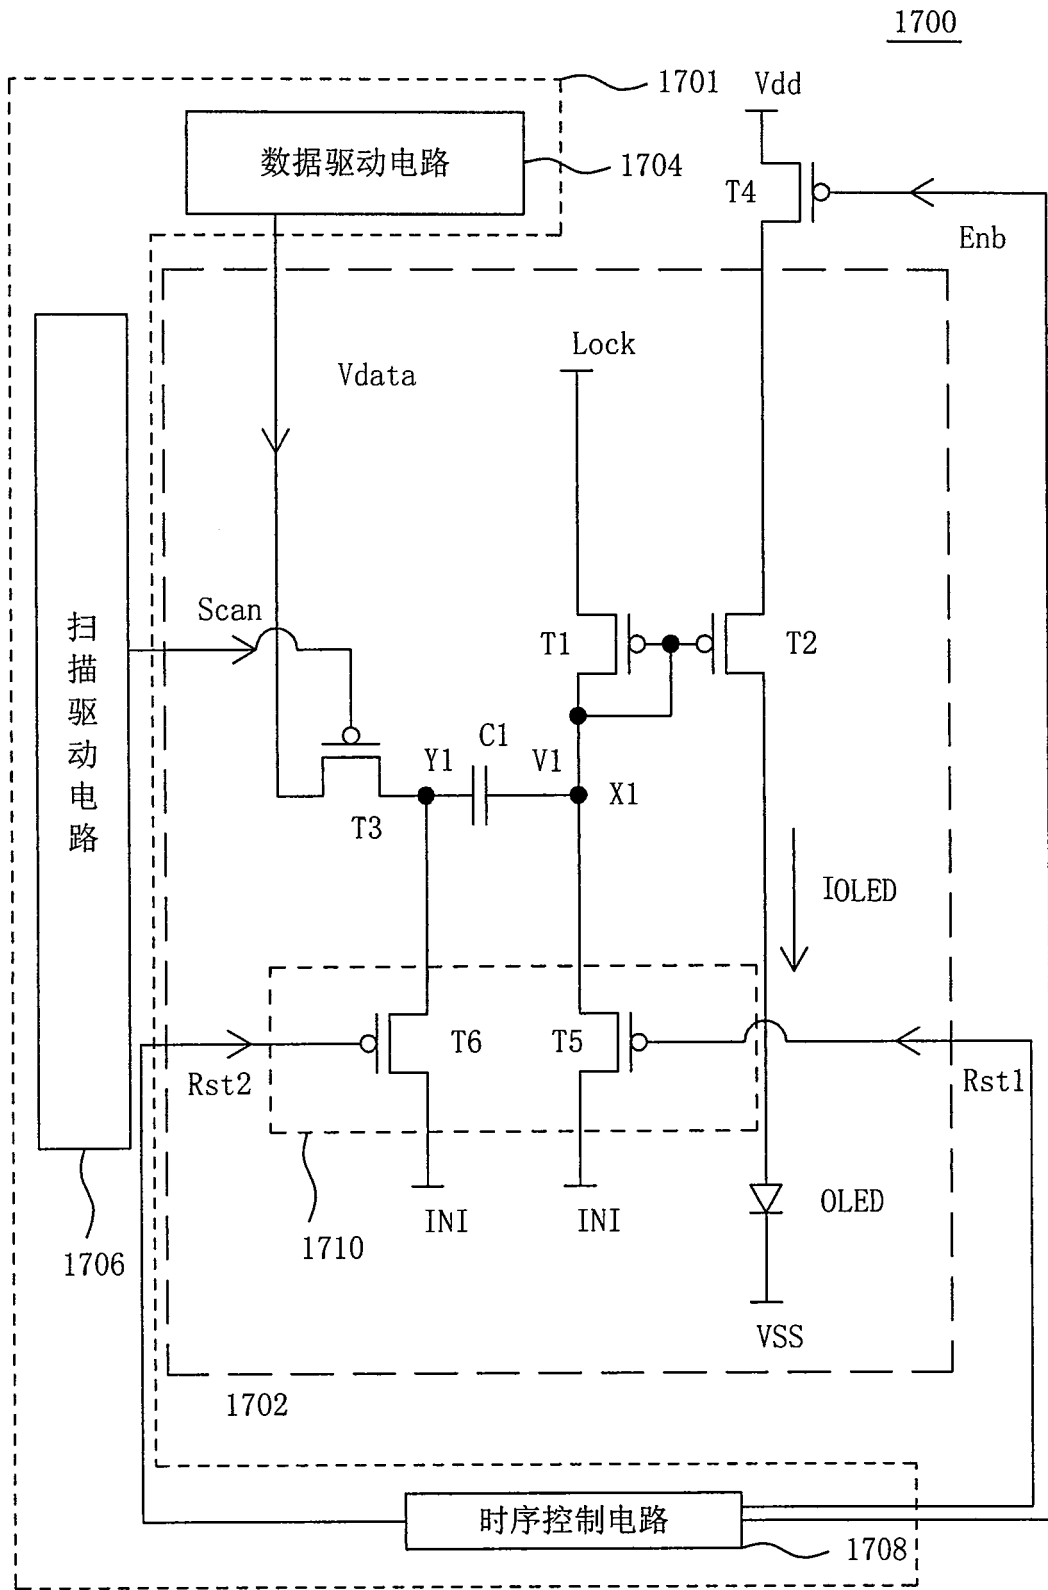 1700
1701
Vdd
数据驱动电路
1704
T4
Enb
Lock
Vdata
Scan
T1
T2
扫描驱动电路
C1
Y1
V1
X1
T3
IOLED
T6
T5
Rst2
Rst1
INI
INI
OLED
1710
1706
VSS
1702
时序控制电路
1708